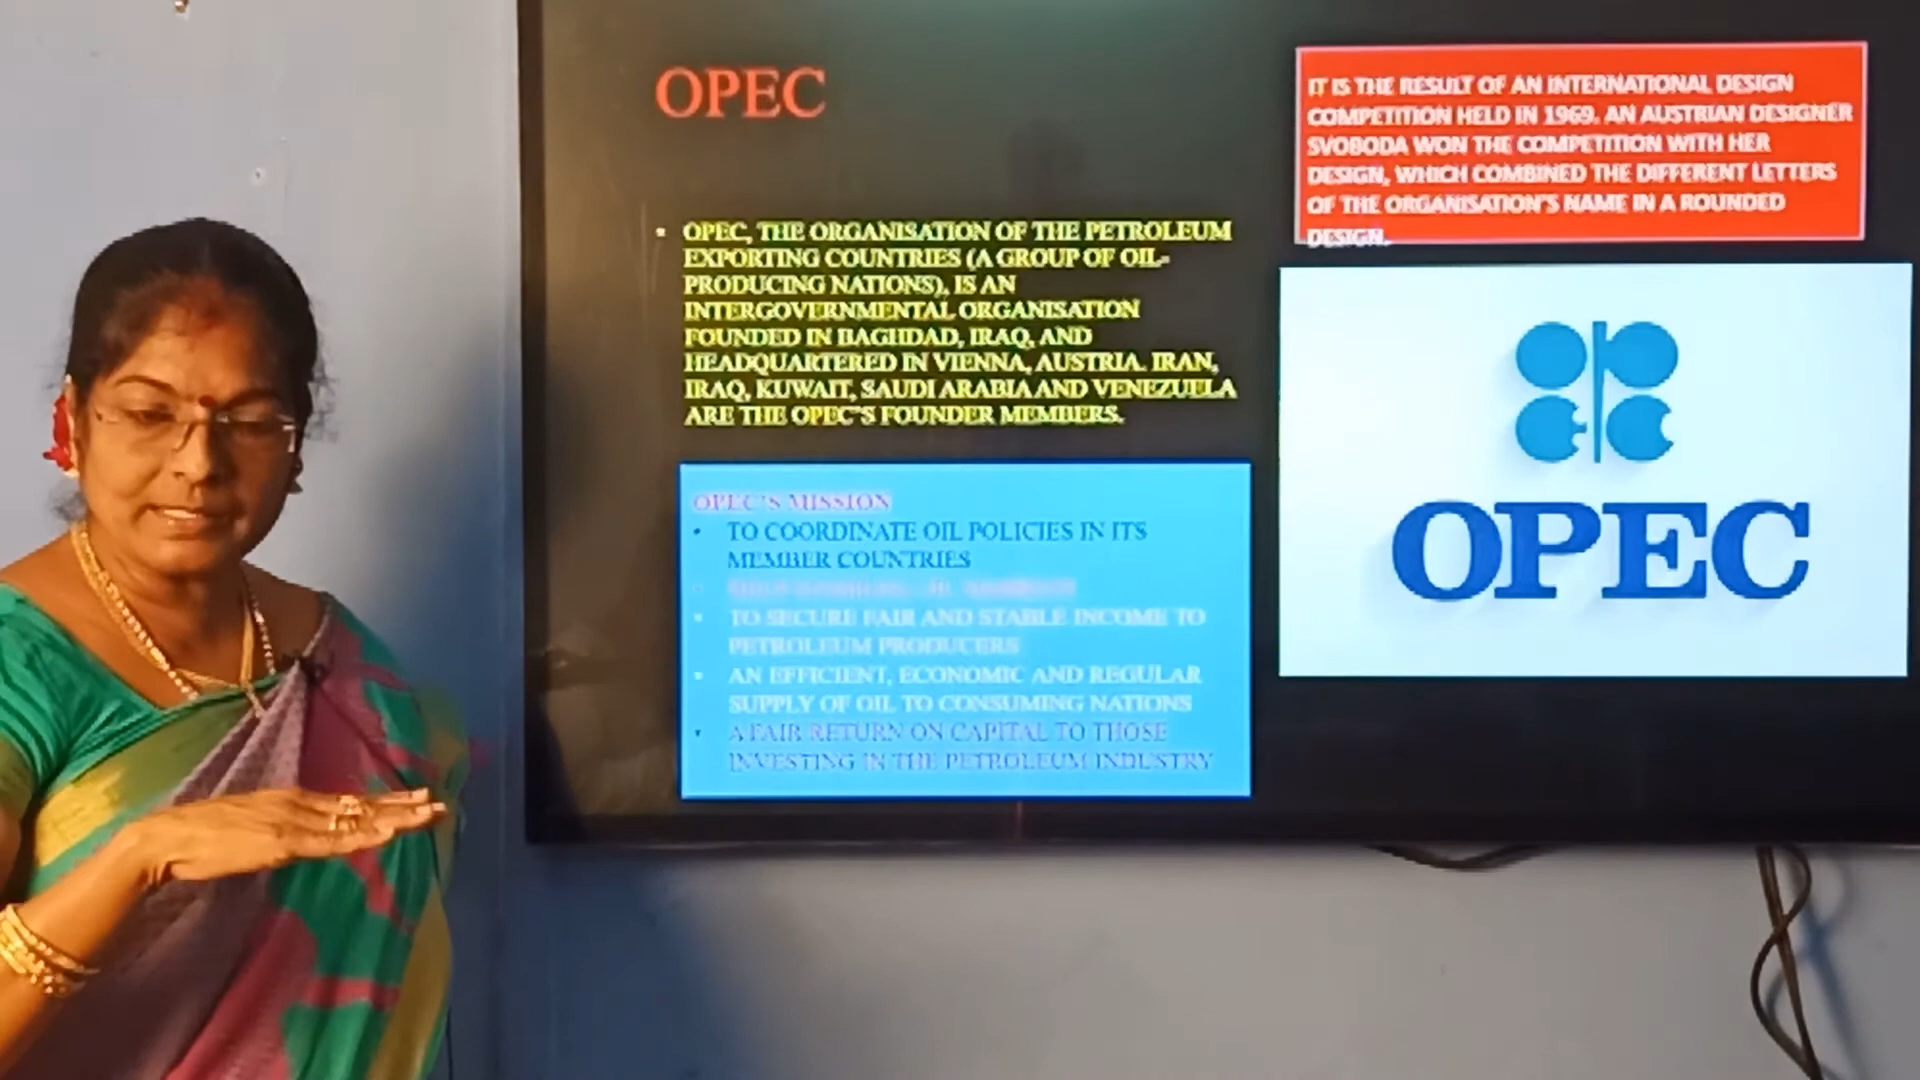 OPEC
OPEC, THE ORGANISATION OF THE PETROLEUM
EXPORTING COUNTRIES (A GROUP OF OIL-
PRODUCING NATIONS), IS AN
INTERGOVERNMENTAL ORGANISATION
FOUNDED IN BAGHDAD, IRAQ, AND
HEADQUARTERED IN VIENNA, AUSTRIA. IRAN,
IRAQ, KUWAIT, SAUDI ARABIA AND VENEZUELA
ARE THE OPEC'S FOUNDER MEMBERS.
OPEC'S MISSION
TO COORDINATE OIL POLICIES IN ITS
MEMBER COUNTRIES
TO SECURE FAIR AND STABLE INCOME TO
PETROLEUM PRODUCERS
AN EFFICIENT, ECONOMIC AND REGULAR
SUPPLY OF OIL TO CONSUMING NATIONS
A FAIR RETURN ON CAPITAL TO THOSE
INVESTING IN THE PETROLEUM INDUSTRY
IT IS THE RESULT OF AN INTERNATIONAL DESIGN
COMPETITION HELD IN 1969. AN AUSTRIAN DESIGNER
SVOBODA WON THE COMPETITION WITH HER
DESIGN, WHICH COMBINED THE DIFFERENT LETTERS
OF THE ORGANISATION'S NAME IN A ROUNDED
DESIGN.
OPEC